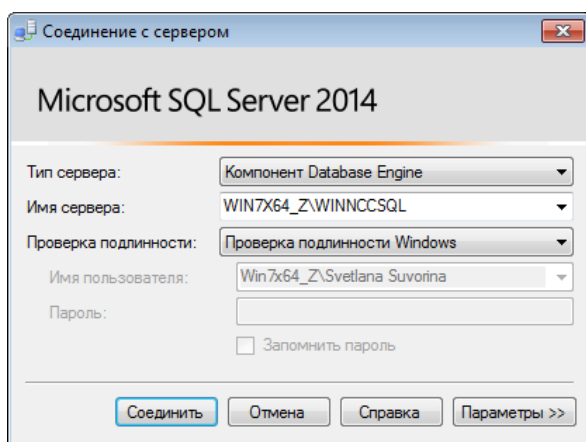 Соединение с сервером
Microsoft SQL Server 2014
Тип сервера: Компонент Database Engine
Имя сервера: WIN7X64_Z\WINNCCSQL
Проверка подлинности: Проверка подлинности Windows
Имя пользователя: Win7x64_Z\Svetlana Suvorina
Пароль:
Запомнить пароль
Соединить Отмена Справка Параметры >>